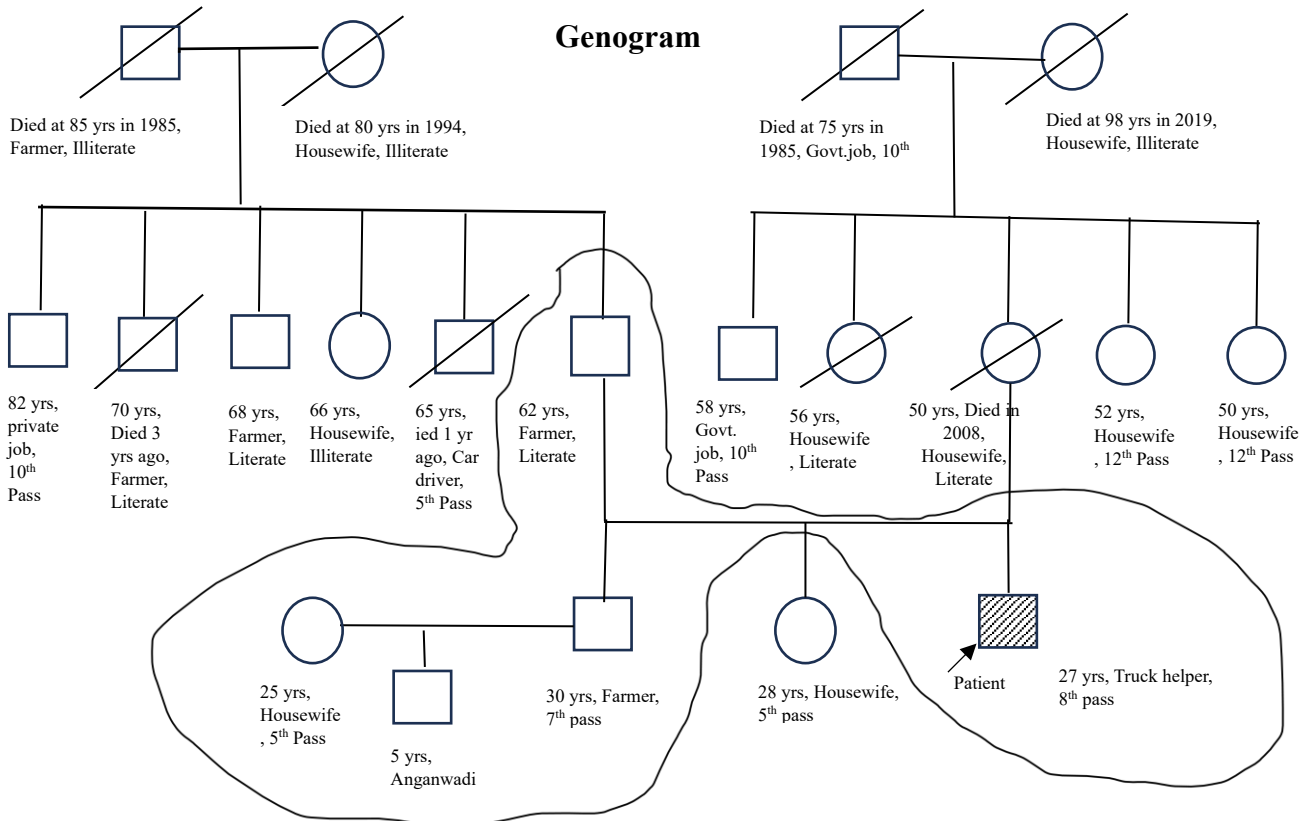 Genogram
Died at 85 yrs in 1985,
Farmer, Illiterate
Died at 80 yrs in 1994,
Housewife, Illiterate
Died at 75 yrs in
1985, Govt.job, 10th
Died at 98 yrs in 2019,
Housewife, Illiterate
82 yrs,
private
job,
10th
Pass
70 yrs,
Died 3
yrs ago,
Farmer,
Literate
68 yrs,
Farmer,
Literate
66 yrs,
Housewife,
Illiterate
65 yrs,
ied 1 yr
ago, Car
driver,
5th Pass
62 yrs,
Farmer,
Literate
58 yrs,
Govt.
job, 10th
Pass
56 yrs,
Housewife
, Literate
50 yrs, Died in
2008,
Housewife,
Literate
52 yrs,
Housewife
, 12th Pass
50 yrs,
Housewife
, 12th Pass
25 yrs,
Housewife
, 5th Pass
5 yrs,
Anganwadi
30 yrs, Farmer,
7th pass
28 yrs, Housewife,
5th pass
Patient
27 yrs, Truck helper,
8th pass